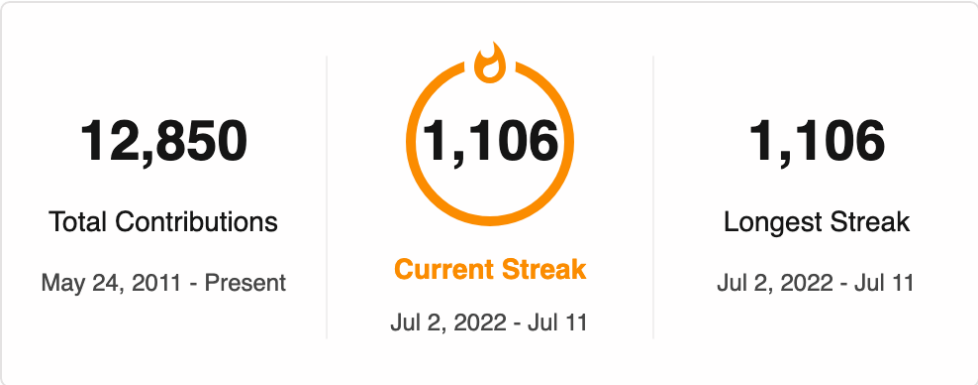 12,850
Total Contributions
May 24, 2011 - Present
1,106
Current Streak
Jul 2, 2022 - Jul 11
1,106
Longest Streak
Jul 2, 2022 - Jul 11